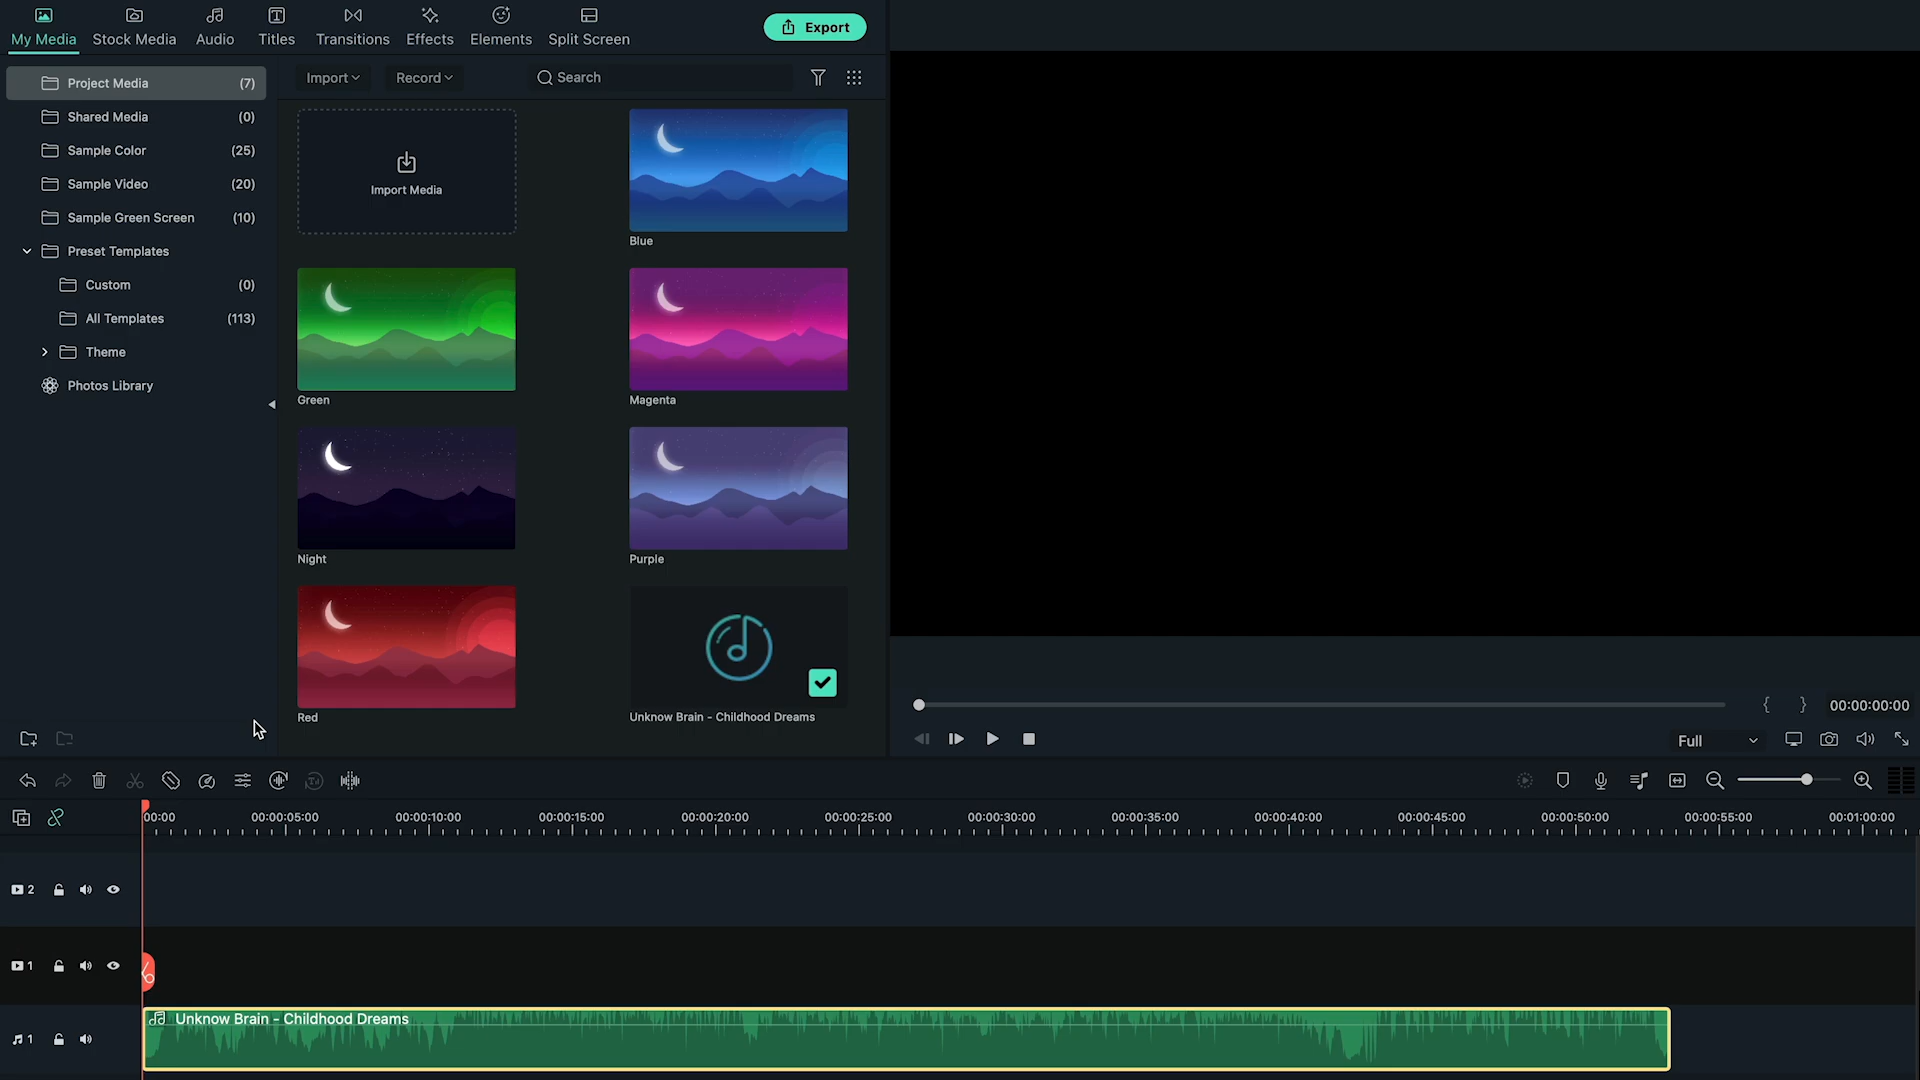 My Media
Stock Media
Audio
Titles
Transitions
Effects
Elements
Split Screen
Export
Project Media (7)
Shared Media (0)
Sample Color (25)
Sample Video (20)
Sample Green Screen (10)
Preset Templates
Custom (0)
All Templates (113)
Theme
Photos Library
Import
Record
Search
Import Media
Blue
Green
Magenta
Night
Purple
Red
Unknow Brain - Childhood Dreams
{ } 00:00:00:00
Full
00:00
00:00:05:00
00:00:10:00
00:00:15:00
00:00:20:00
00:00:25:00
00:00:30:00
00:00:35:00
00:00:40:00
00:00:45:00
00:00:50:00
00:00:55:00
00:01:00:00
2
1
Unknow Brain - Childhood Dreams
1